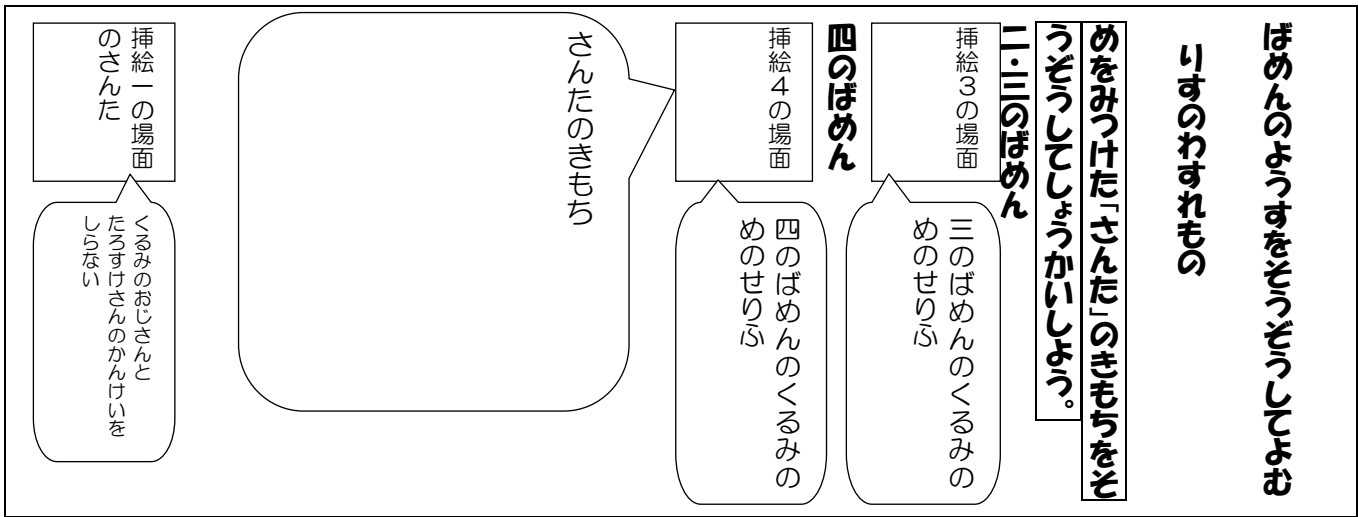 ばめんのようすをそうぞうしてよむ
りすのわすれもの
めをみつけた「さんた」のきもちをそ
うぞうしてしょうかいしよう。
二・三のばめん
挿絵３の場面
三のばめんのくるみの
めのせりふ
四のばめん
挿絵４の場面
四のばめんのくるみの
めのせりふ
さんたのきもち
挿絵一の場面
のさんた
くるみのおじさんと
たろすけさんのかんけいを
しらない